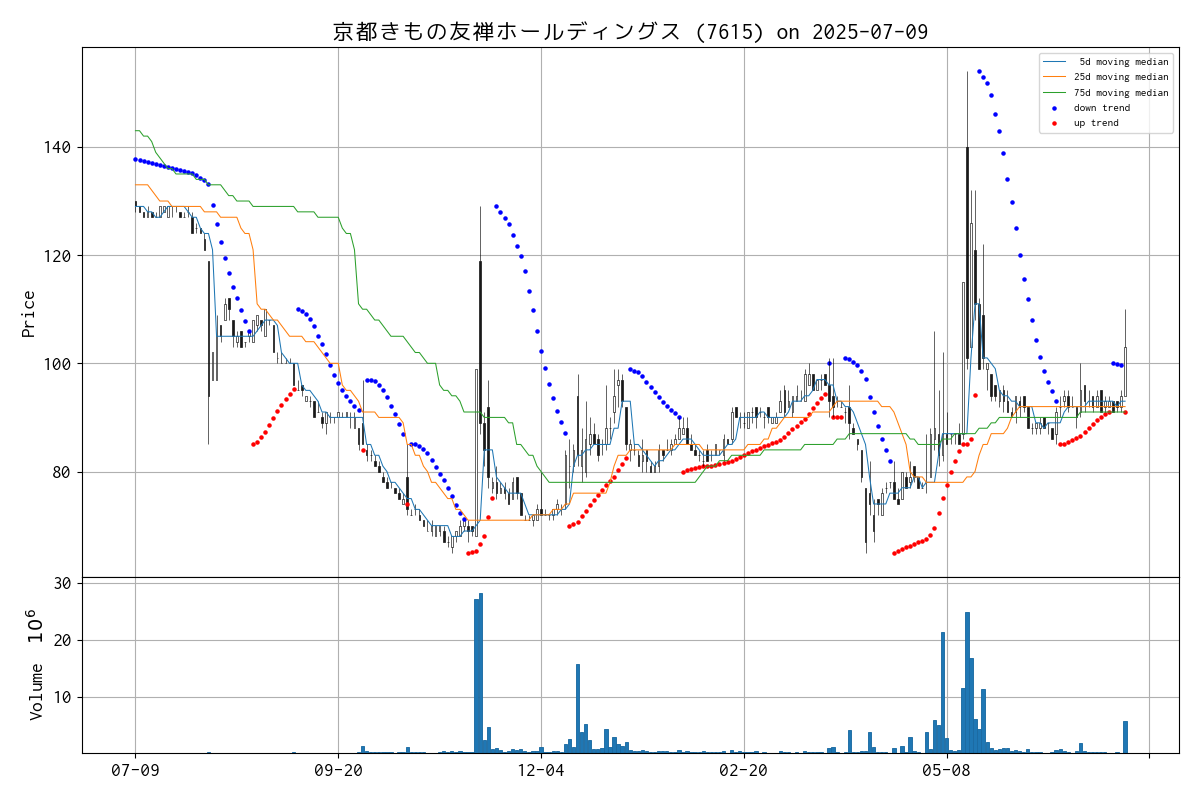 京都きもの友禅ホールディングス (7615) on 2025-07-09
5d moving median
25d moving median
75d moving median
down trend
up trend
Price
140
120
100
80
Volume 10^6
30
20
10
07-09
09-20
12-04
02-20
05-08